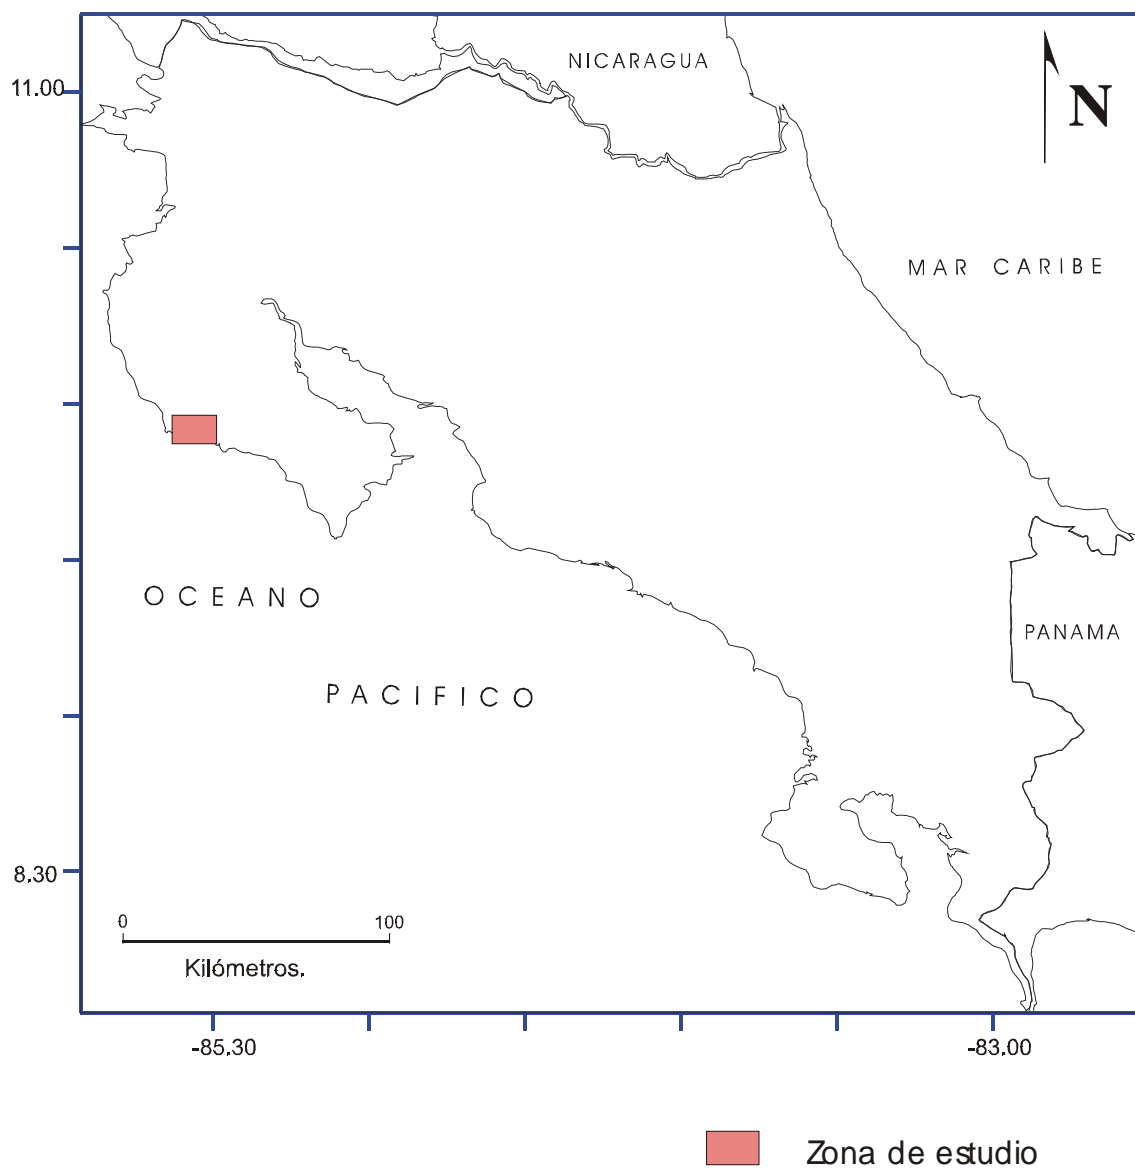 NICARAGUA
11.00
N
MAR CARIBE
OCEANO
PANAMA
PACIFICO
8.30
0 100
Kilómetros.
-85.30 -83.00
Zona de estudio